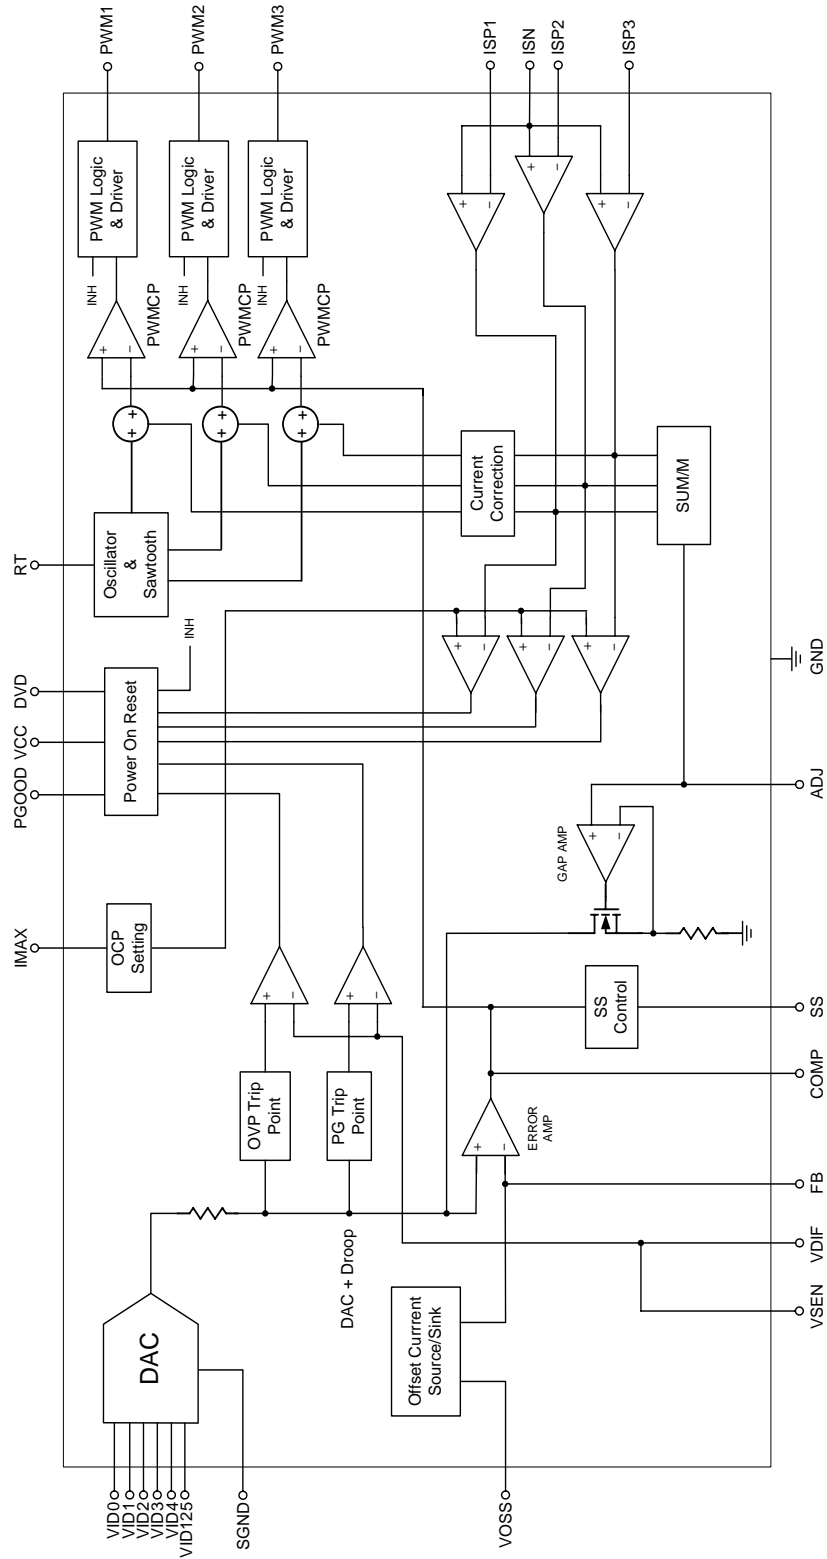 PWM1
PWM2
PWM3
ISP1
ISN
ISP2
ISP3
PWM Logic
& Driver
PWM Logic
& Driver
PWM Logic
& Driver
INH
INH
INH
PWMCP
PWMCP
PWMCP
+
−
+
−
+
−
+
−
+
−
+
−
+
+
+
+
+
+
RT
Oscillator
&
Sawtooth
Current
Correction
SUM/M
DVD
VCC
PGOOD
Power On Reset
INH
+
−
+
−
+
−
GND
IMAX
OCP
Setting
GAP AMP
+
−
ADJ
+
−
+
−
SS
Control
SS
OVP Trip
Point
PG Trip
Point
+
−
ERROR
AMP
COMP
FB
DAC + Droop
VDIF
VSEN
DAC
Offset Currrent
Source/Sink
VID0
VID1
VID2
VID3
VID4
VID125
SGND
VOSS